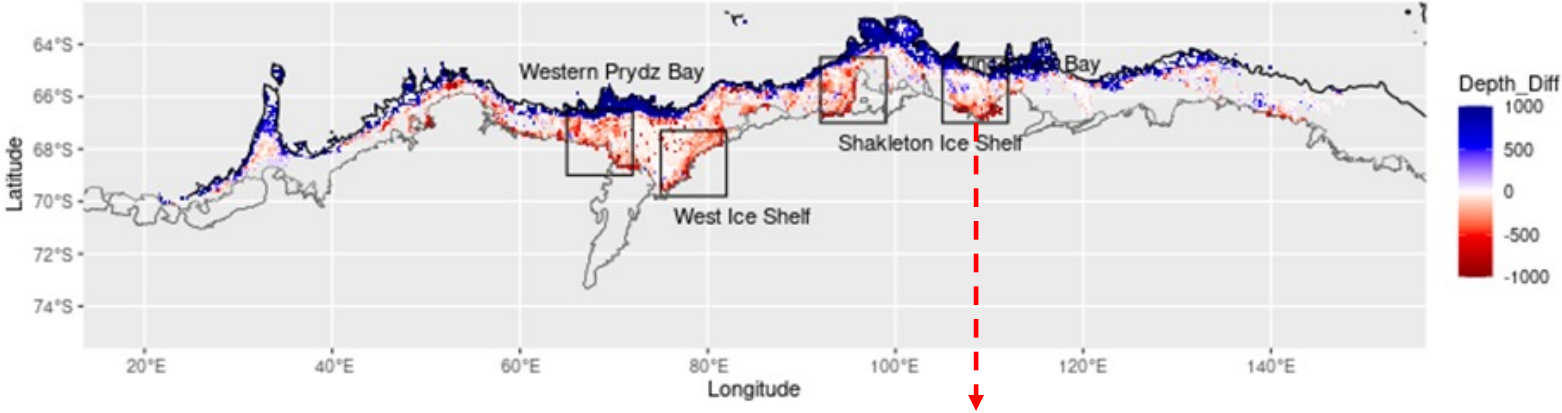 64°S
66°S
68°S
70°S
72°S
74°S
Latitude
Western Prydz Bay
West Ice Shelf
Shakleton Ice Shelf
Bay
20°E
40°E
60°E
80°E
100°E
120°E
140°E
Longitude
Depth_Diff
1000
500
0
-500
-1000